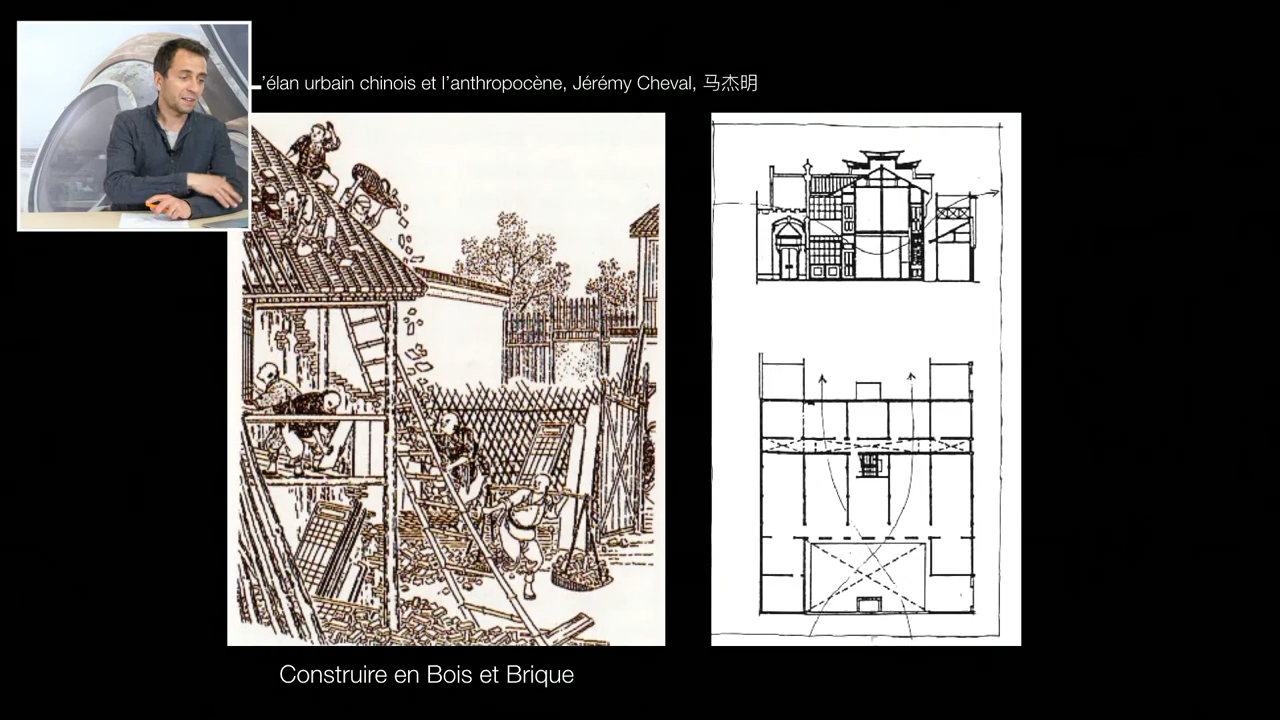 L'élan urbain chinois et l'anthropocène, Jérémy Cheval, 马杰明
Construire en Bois et Brique